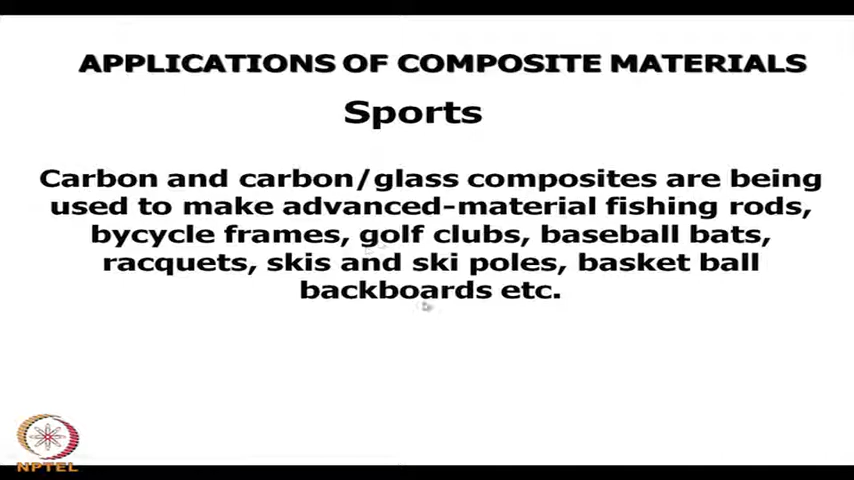 APPLICATIONS OF COMPOSITE MATERIALS
Sports
Carbon and carbon/glass composites are being
used to make advanced-material fishing rods,
bycycle frames, golf clubs, baseball bats,
racquets, skis and ski poles, basket ball
backboards etc.
NPTEL